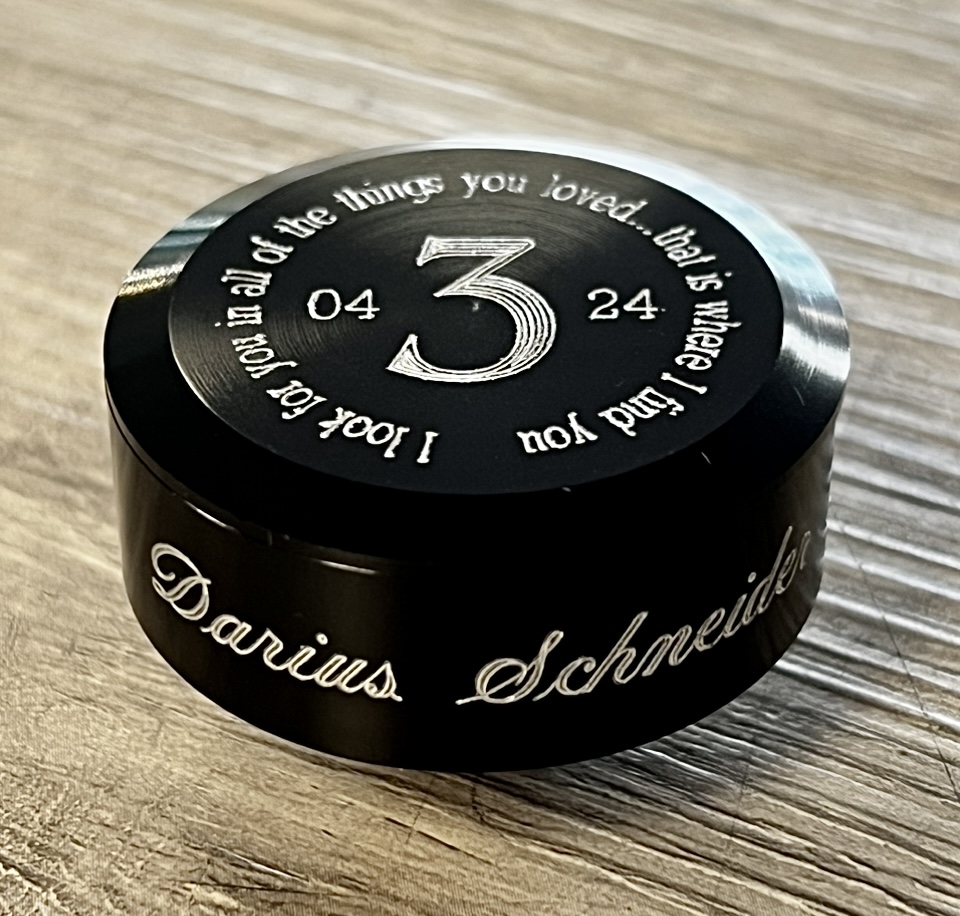 I look for you in all of the things you loved... that is where I find you
04 3 24
Darius Schneider